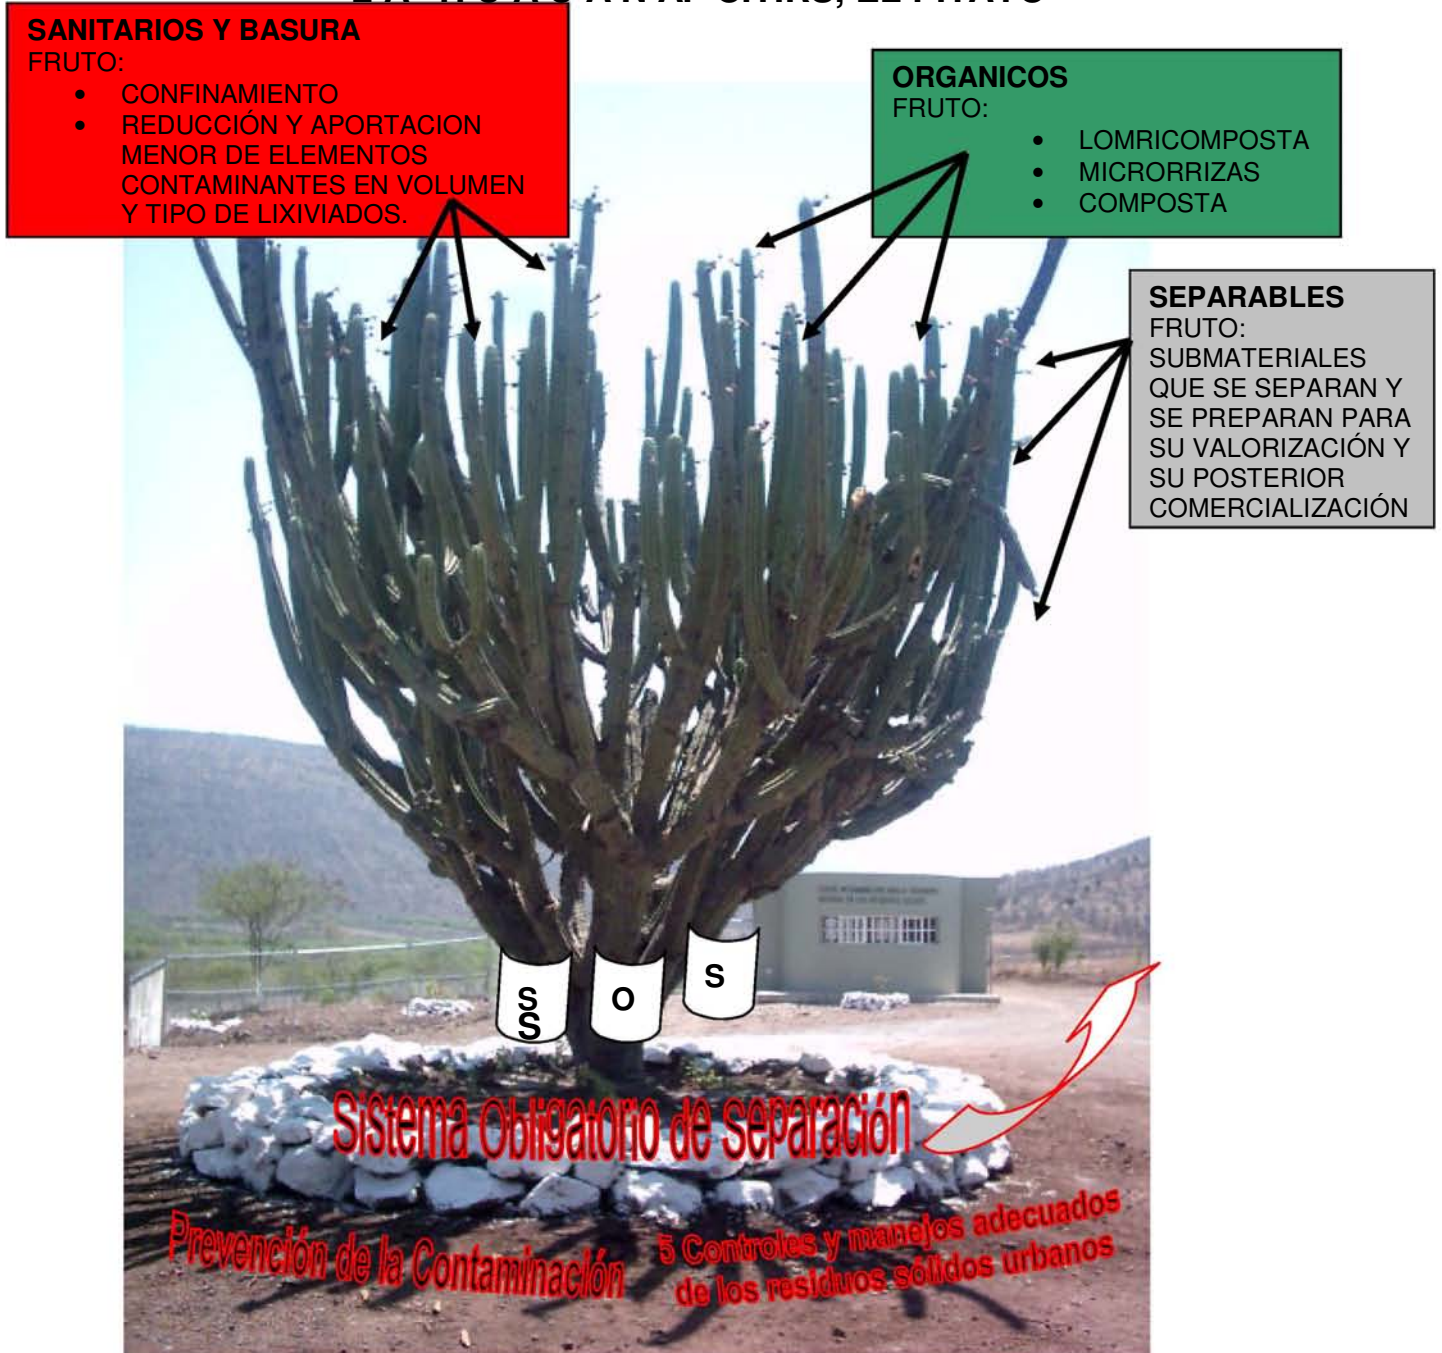 EL PITAYO
SANITARIOS Y BASURA
FRUTO:
• CONFINAMIENTO
• REDUCCIÓN Y APORTACION
MENOR DE ELEMENTOS
CONTAMINANTES EN VOLUMEN
Y TIPO DE LIXIVIADOS.
ORGANICOS
FRUTO:
• LOMRICOMPOSTA
• MICRORRIZAS
• COMPOSTA
SEPARABLES
FRUTO:
SUBMATERIALES
QUE SE SEPARAN Y
SE PREPARAN PARA
SU VALORIZACIÓN Y
SU POSTERIOR
COMERCIALIZACIÓN
S
S
O
S
Sistema Obligatorio de Separación
Prevención de la Contaminación
5 Controles y manejos adecuados
de los residuos sólidos urbanos